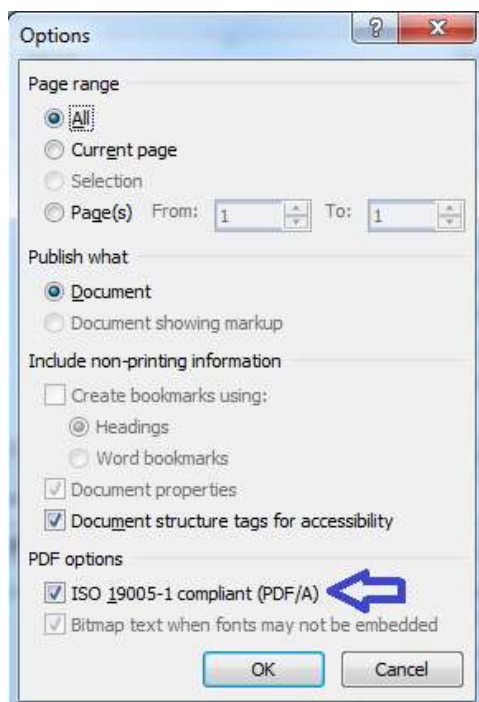 Options
?
X
Page range
All
Current page
Selection
Page(s) From: 1 To: 1
Publish what
Document
Document showing markup
Include non-printing information
Create bookmarks using:
Headings
Word bookmarks
Document properties
Document structure tags for accessibility
PDF options
ISO 19005-1 compliant (PDF/A)
Bitmap text when fonts may not be embedded
OK Cancel